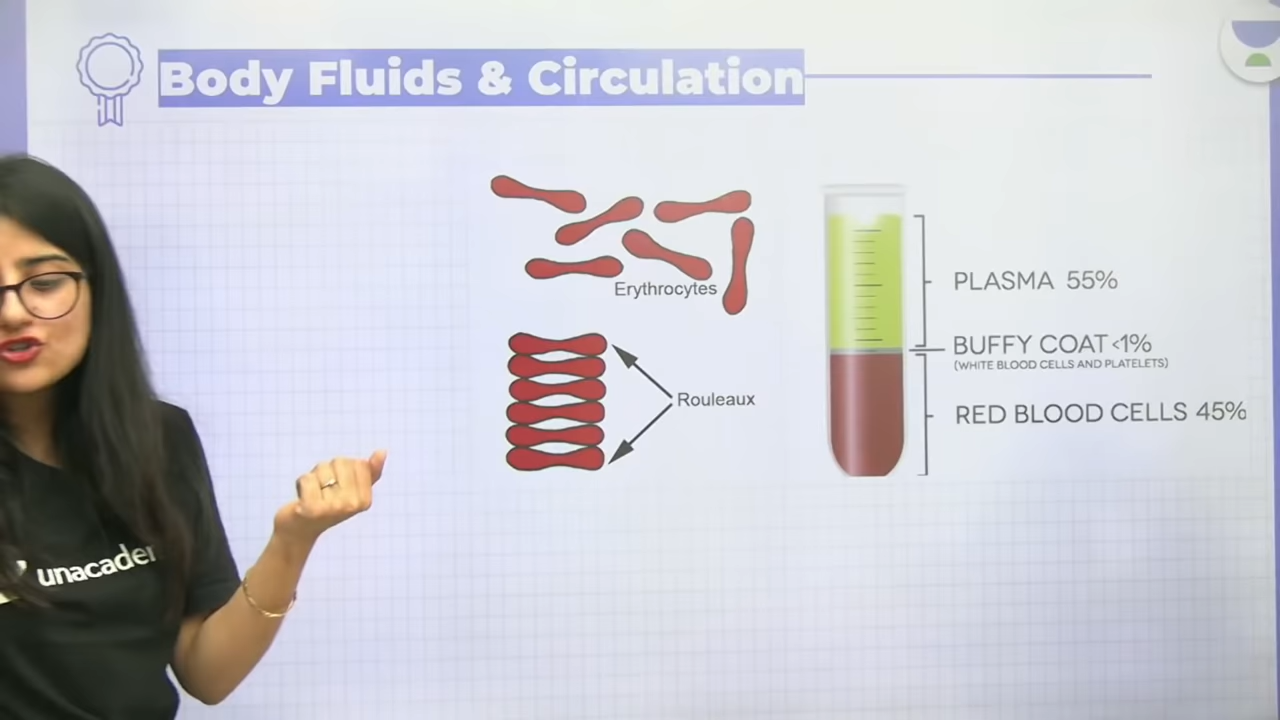 Body Fluids & Circulation
Erythrocytes
Rouleaux
PLASMA 55%
BUFFY COAT <1%
(WHITE BLOOD CELLS AND PLATELETS)
RED BLOOD CELLS 45%
unacade